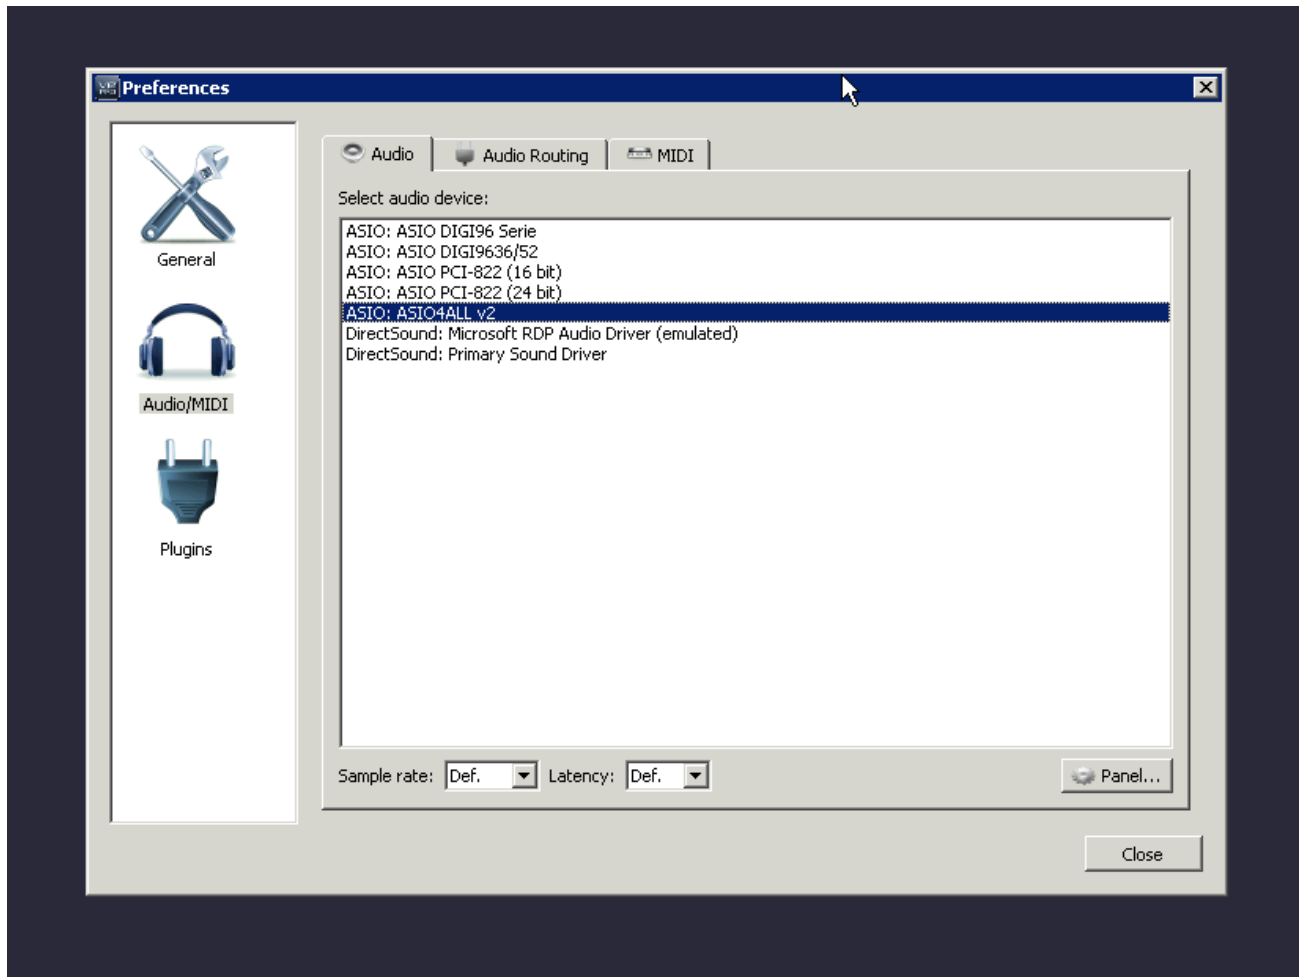 Preferences
General
Audio/MIDI
Plugins
Audio
Audio Routing
MIDI
Select audio device:
ASIO: ASIO DIGI96 Serie
ASIO: ASIO DIGI9636/52
ASIO: ASIO PCI-822 (16 bit)
ASIO: ASIO PCI-822 (24 bit)
ASIO: ASIO4ALL v2
DirectSound: Microsoft RDP Audio Driver (emulated)
DirectSound: Primary Sound Driver
Sample rate: Def. Latency: Def. Panel...
Close